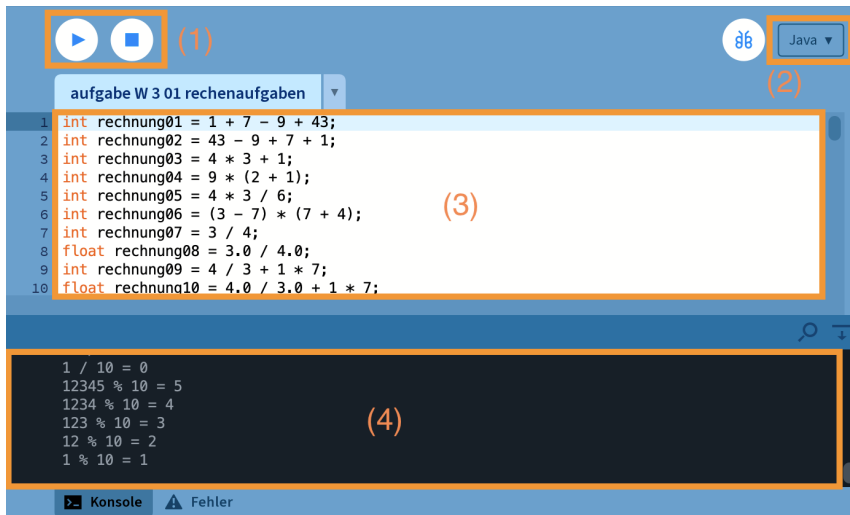 (1)
Java ▼
(2)
aufgabe W 3 01 rechenaufgaben ▼
1 int rechnung01 = 1 + 7 - 9 + 43;
2 int rechnung02 = 43 - 9 + 7 + 1;
3 int rechnung03 = 4 * 3 + 1;
4 int rechnung04 = 9 * (2 + 1);
5 int rechnung05 = 4 * 3 / 6;
6 int rechnung06 = (3 - 7) * (7 + 4);
7 int rechnung07 = 3 / 4;
8 float rechnung08 = 3.0 / 4.0;
9 int rechnung09 = 4 / 3 + 1 * 7;
10 float rechnung10 = 4.0 / 3.0 + 1 * 7;
(3)
1 / 10 = 0
12345 % 10 = 5
1234 % 10 = 4
123 % 10 = 3
12 % 10 = 2
1 % 10 = 1
(4)
Konsole
Fehler